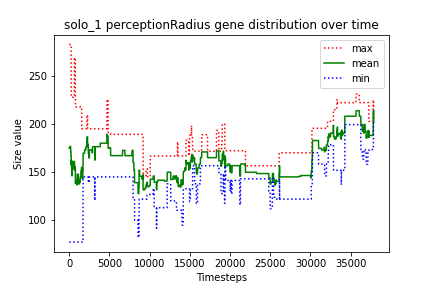 solo_1 perceptionRadius gene distribution over time
max
mean
min
Size value
250
200
150
100
0 5000 10000 15000 20000 25000 30000 35000
Timesteps